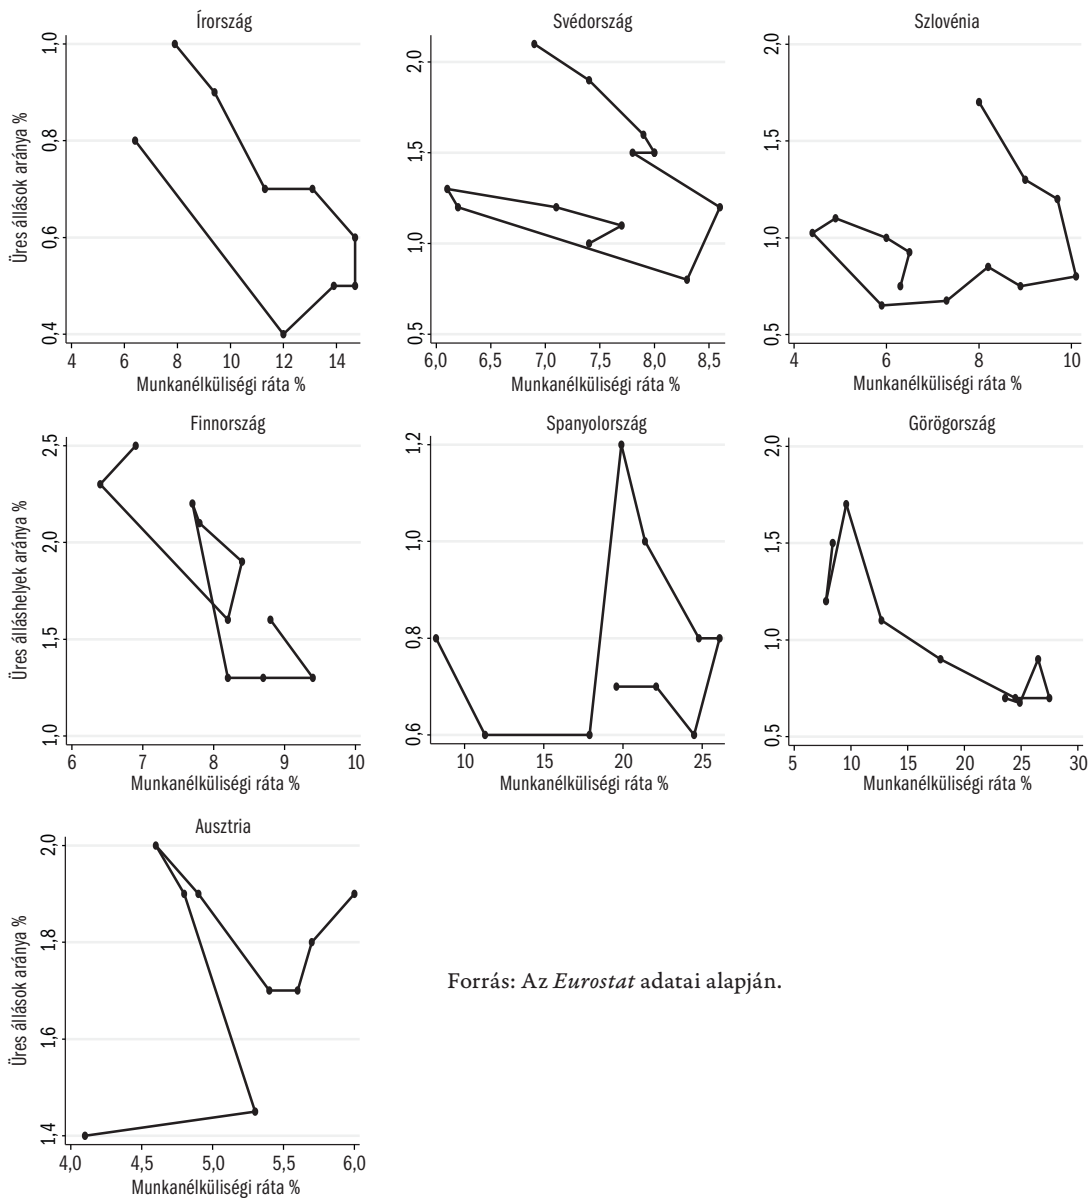 Írország
Üres állások aránya %
1,0
0,8
0,6
0,4
4 6 8 10 12 14
Munkanélküliségi ráta %
Svédország
2,0
1,5
1,0
0,5
6,0 6,5 7,0 7,5 8,0 8,5
Munkanélküliségi ráta %
Szlovénia
2,0
1,5
1,0
0,5
4 6 8 10
Munkanélküliségi ráta %
Finnország
Üres álláshelyek aránya %
2,5
2,0
1,5
1,0
6 7 8 9 10
Munkanélküliségi ráta %
Spanyolország
1,2
1,0
0,8
0,6
10 15 20 25
Munkanélküliségi ráta %
Görögország
2,0
1,5
1,0
0,5
5 10 15 20 25 30
Munkanélküliségi ráta %
Ausztria
Üres állások aránya %
2,0
1,8
1,6
1,4
4,0 4,5 5,0 5,5 6,0
Munkanélküliségi ráta %
Forrás: Az Eurostat adatai alapján.